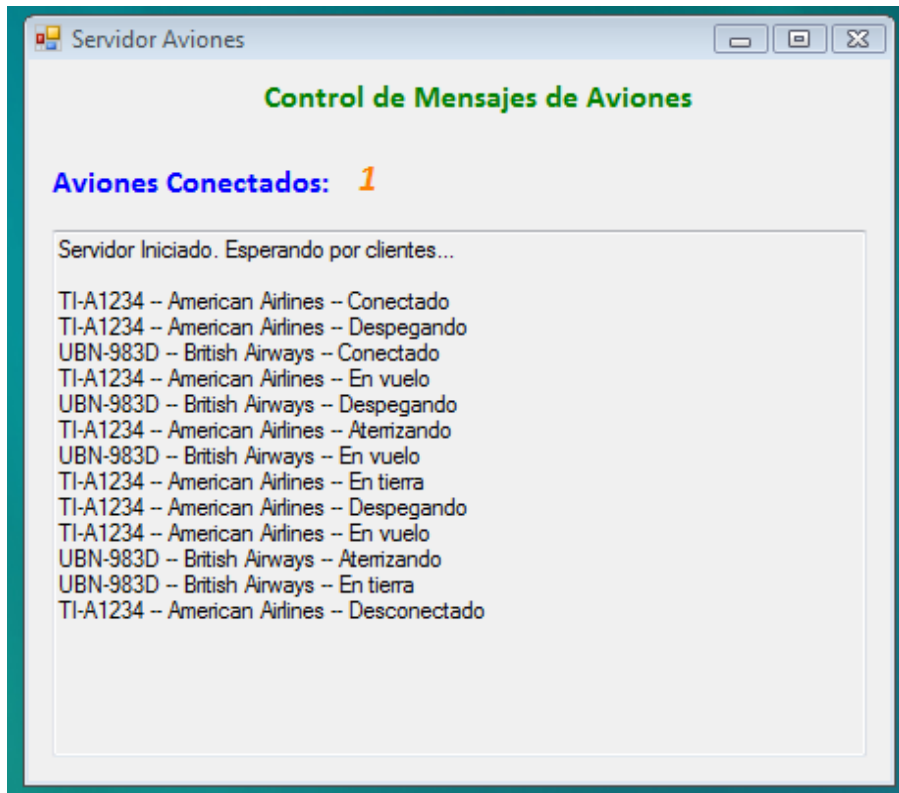 Servidor Aviones
Control de Mensajes de Aviones
Aviones Conectados: 1
Servidor Iniciado. Esperando por clientes...
TI-A1234 -- American Airlines -- Conectado
TI-A1234 -- American Airlines -- Despegando
UBN-983D -- British Airways -- Conectado
TI-A1234 -- American Airlines -- En vuelo
UBN-983D -- British Airways -- Despegando
TI-A1234 -- American Airlines -- Aterrizando
UBN-983D -- British Airways -- En vuelo
TI-A1234 -- American Airlines -- En tierra
TI-A1234 -- American Airlines -- Despegando
TI-A1234 -- American Airlines -- En vuelo
UBN-983D -- British Airways -- Aterrizando
UBN-983D -- British Airways -- En tierra
TI-A1234 -- American Airlines -- Desconectado